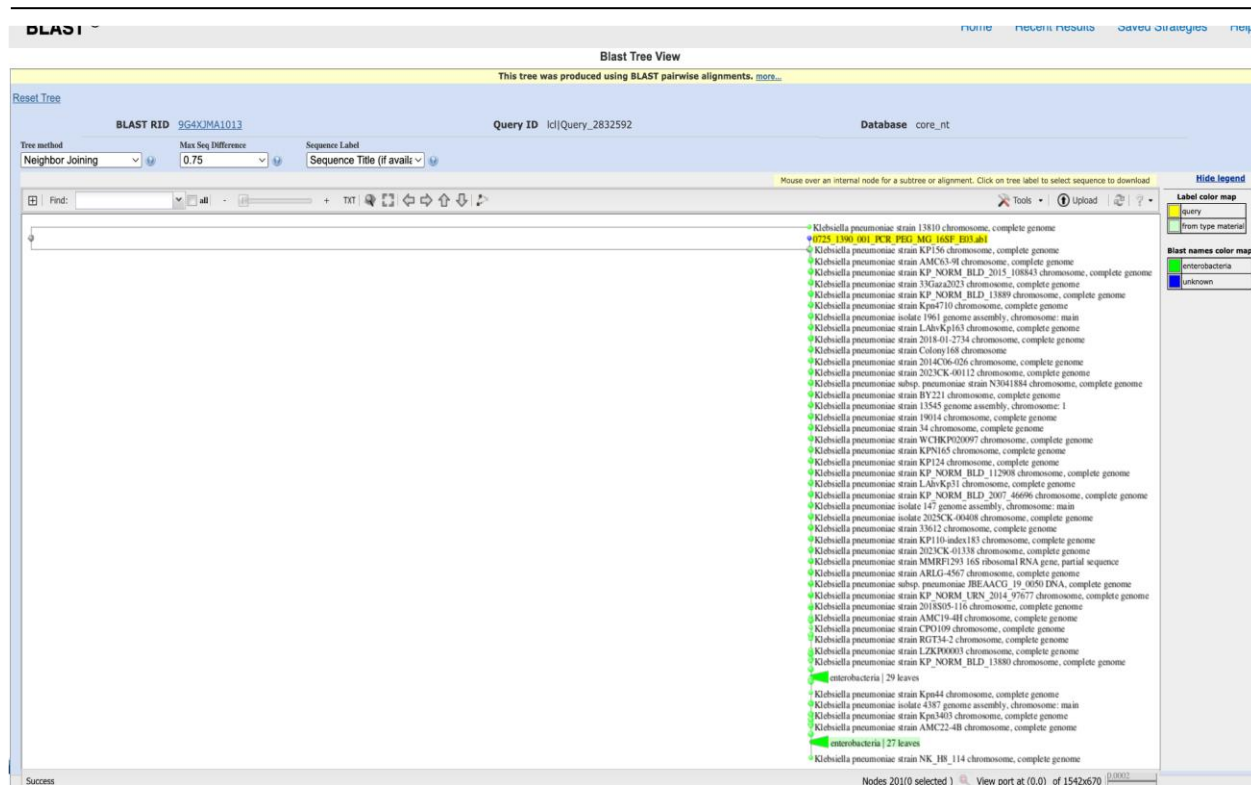 BLAST ®
Home Recent Results Saved Strategies Help
Blast Tree View
This tree was produced using BLAST pairwise alignments. more...
Reset Tree
BLAST RID 9G4XJMA1013 Query ID lcl|Query_2832592 Database core_nt
Tree method Max Seq Difference Sequence Label
Neighbor Joining 0.75 Sequence Title (if availa
Mouse over an internal node for a subtree or alignment. Click on tree label to select sequence to download Hide legend
Find: all - + TXT Tools Upload ?
Label color map
query
from type material
Blast names color map
enterobacteria
unknown
Klebsiella pneumoniae strain 13810 chromosome, complete genome
0725_1390_001_PCR_PEG_MG_16SF_E03.ab1
Klebsiella pneumoniae strain KP156 chromosome, complete genome
Klebsiella pneumoniae strain AMC63-9I chromosome, complete genome
Klebsiella pneumoniae strain KP_NORM_BLD_2015_108843 chromosome, complete genome
Klebsiella pneumoniae strain 33Gaza2023 chromosome, complete genome
Klebsiella pneumoniae strain KP_NORM_BLD_13889 chromosome, complete genome
Klebsiella pneumoniae strain Kpn4710 chromosome, complete genome
Klebsiella pneumoniae isolate 1961 genome assembly, chromosome: main
Klebsiella pneumoniae strain LAhvKp163 chromosome, complete genome
Klebsiella pneumoniae strain 2018-01-2734 chromosome, complete genome
Klebsiella pneumoniae strain Colony168 chromosome
Klebsiella pneumoniae strain 2014C06-026 chromosome, complete genome
Klebsiella pneumoniae strain 2023CK-00112 chromosome, complete genome
Klebsiella pneumoniae subsp. pneumoniae strain N3041884 chromosome, complete genome
Klebsiella pneumoniae strain BY221 chromosome, complete genome
Klebsiella pneumoniae strain 13545 genome assembly, chromosome: 1
Klebsiella pneumoniae strain 19014 chromosome, complete genome
Klebsiella pneumoniae strain 34 chromosome, complete genome
Klebsiella pneumoniae strain WCHKP020097 chromosome, complete genome
Klebsiella pneumoniae strain KPN165 chromosome, complete genome
Klebsiella pneumoniae strain KP124 chromosome, complete genome
Klebsiella pneumoniae strain KP_NORM_BLD_112908 chromosome, complete genome
Klebsiella pneumoniae strain LAhvKp31 chromosome, complete genome
Klebsiella pneumoniae strain KP_NORM_BLD_2007_46696 chromosome, complete genome
Klebsiella pneumoniae isolate 147 genome assembly, chromosome: main
Klebsiella pneumoniae isolate 2025CK-00408 chromosome, complete genome
Klebsiella pneumoniae strain 33612 chromosome, complete genome
Klebsiella pneumoniae strain KP110-index183 chromosome, complete genome
Klebsiella pneumoniae strain 2023CK-01338 chromosome, complete genome
Klebsiella pneumoniae strain MMRF1293 16S ribosomal RNA gene, partial sequence
Klebsiella pneumoniae strain ARLG-4567 chromosome, complete genome
Klebsiella pneumoniae subsp. pneumoniae JBEAACG_19_0050 DNA, complete genome
Klebsiella pneumoniae strain KP_NORM_URN_2014_97677 chromosome, complete genome
Klebsiella pneumoniae strain 2018S05-116 chromosome, complete genome
Klebsiella pneumoniae strain AMC19-4H chromosome, complete genome
Klebsiella pneumoniae strain CPO109 chromosome, complete genome
Klebsiella pneumoniae strain RGT34-2 chromosome, complete genome
Klebsiella pneumoniae strain LZKP00003 chromosome, complete genome
Klebsiella pneumoniae strain KP_NORM_BLD_13880 chromosome, complete genome
enterobacteria | 29 leaves
Klebsiella pneumoniae strain Kpn44 chromosome, complete genome
Klebsiella pneumoniae isolate 4387 genome assembly, chromosome: main
Klebsiella pneumoniae strain Kpn3403 chromosome, complete genome
Klebsiella pneumoniae strain AMC22-4B chromosome, complete genome
enterobacteria | 27 leaves
Klebsiella pneumoniae strain NK_H8_114 chromosome, complete genome
Success Nodes 201(0 selected ) View port at (0,0) of 1542x670 0.0002